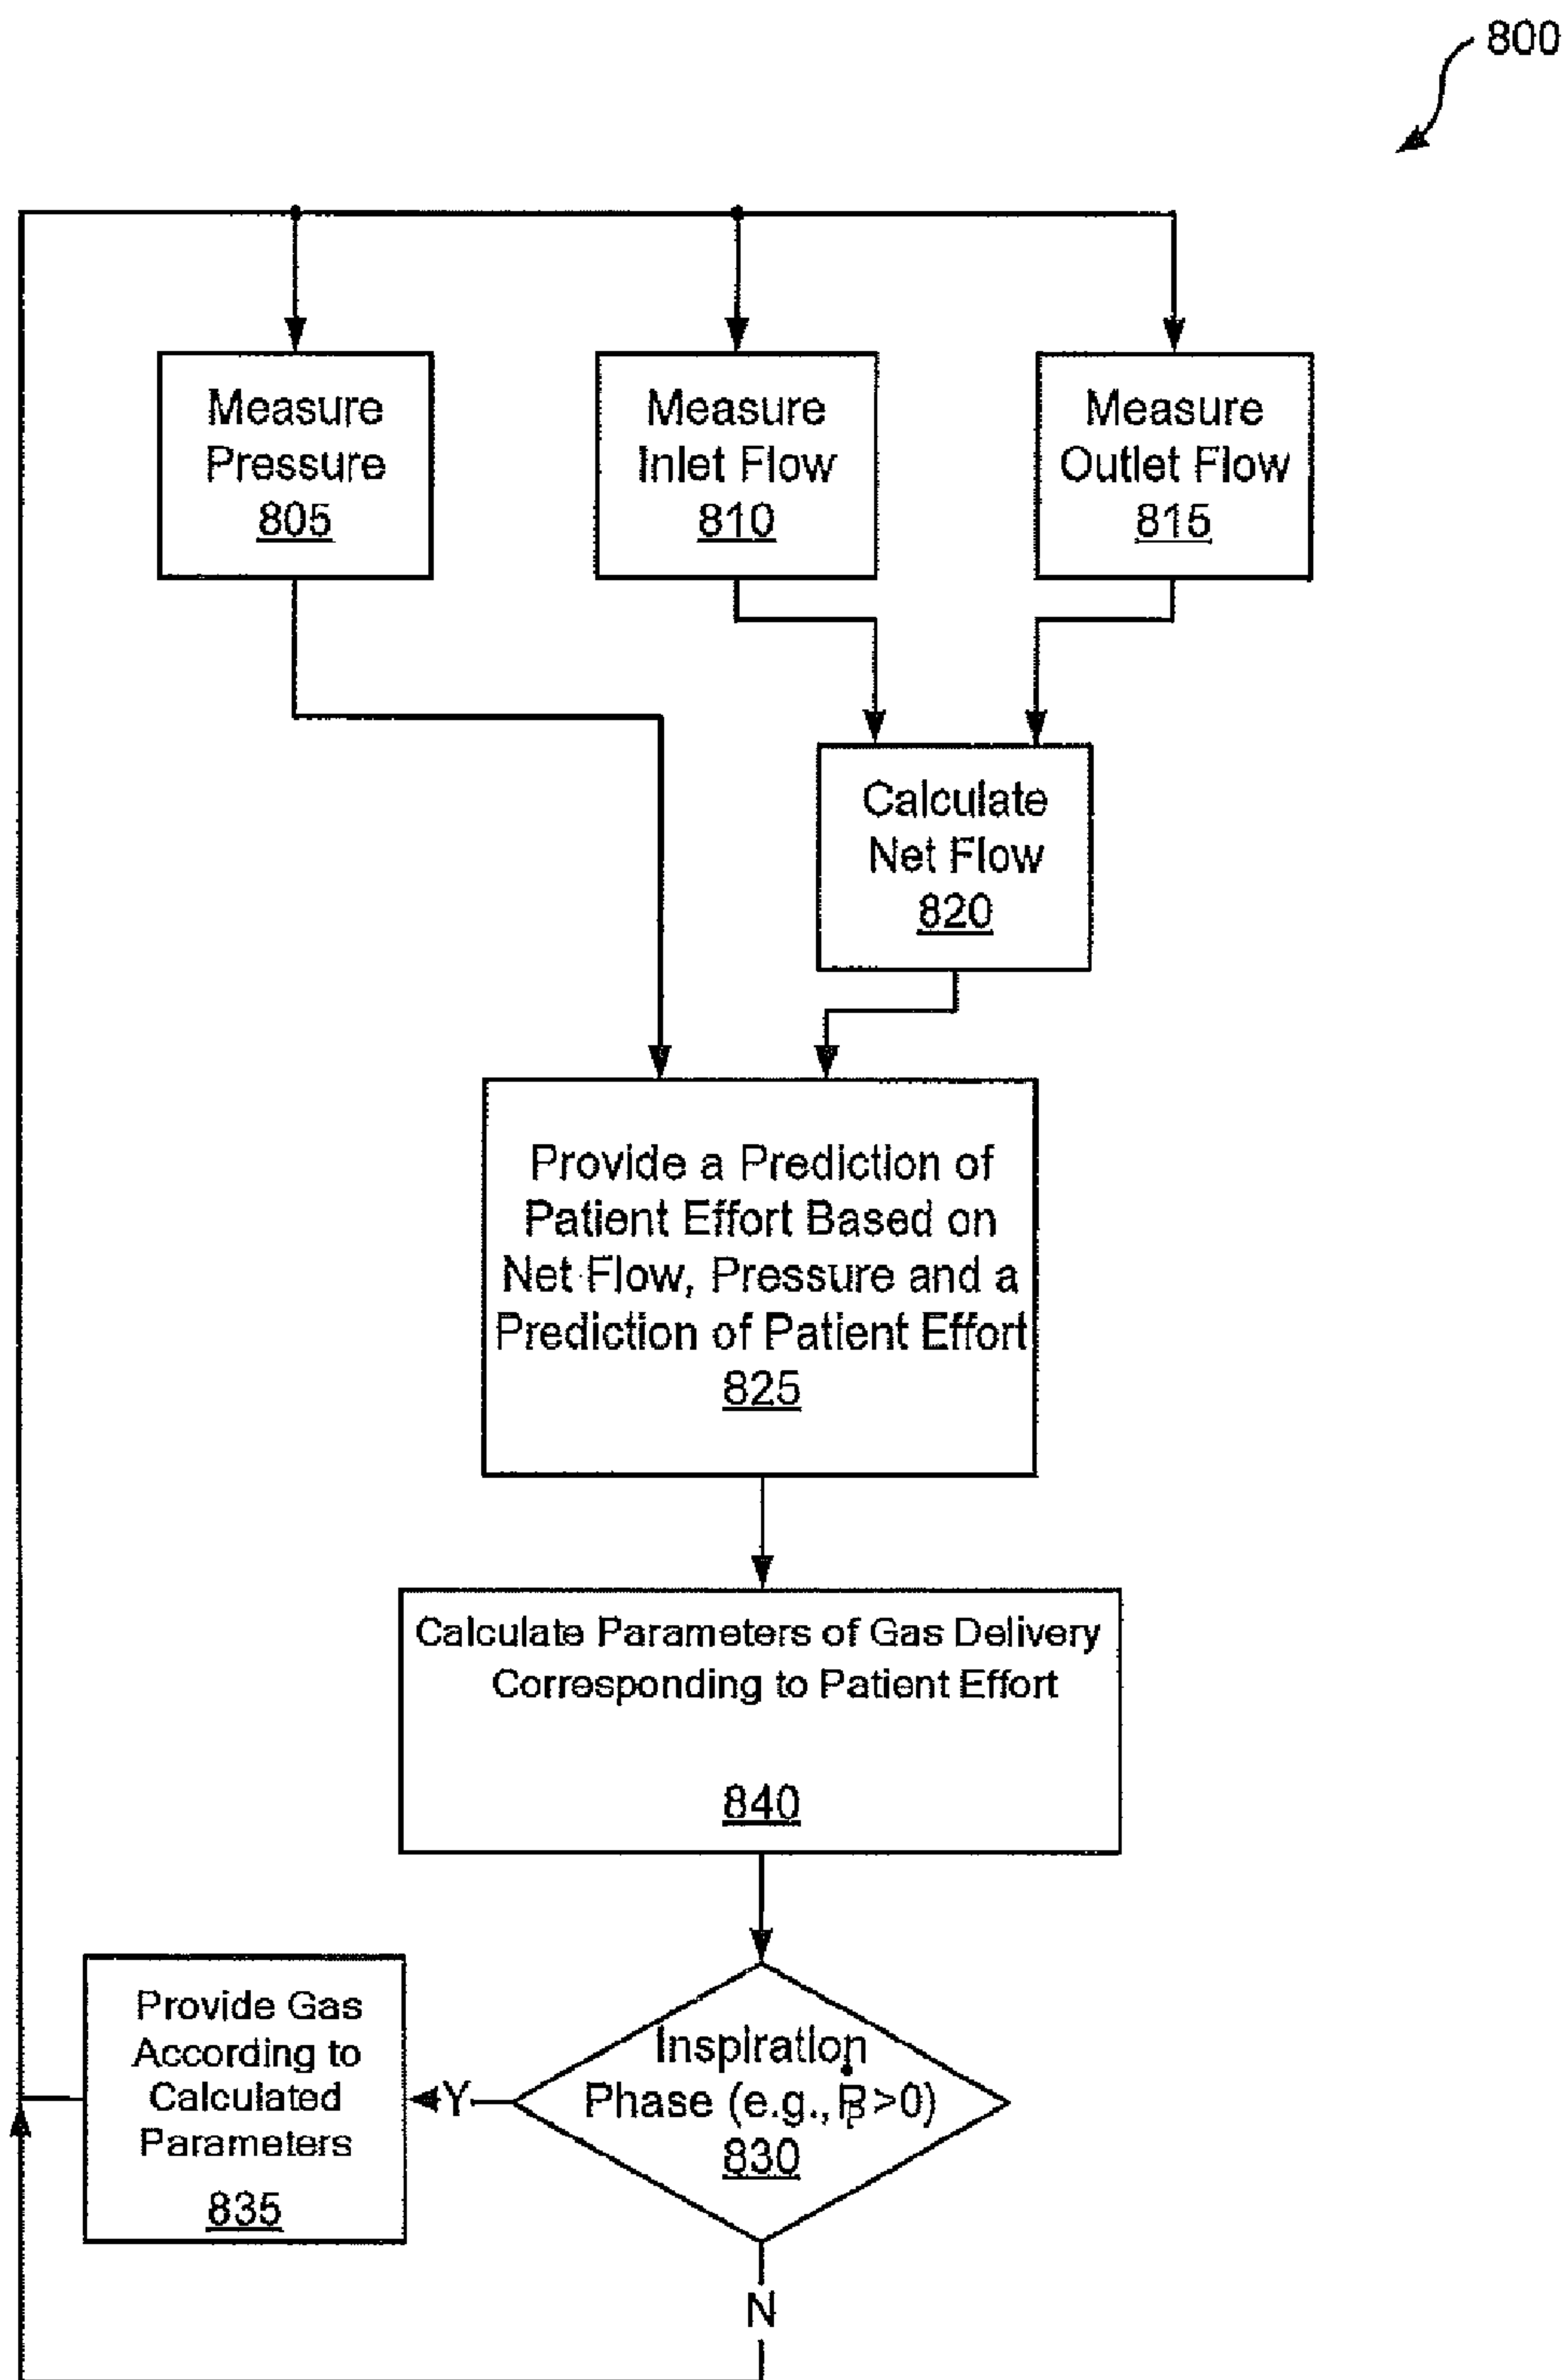 800
Measure
Pressure
805
Measure
Inlet Flow
810
Measure
Outlet Flow
815
Calculate
Net Flow
820
Provide a Prediction of
Patient Effort Based on
Net Flow, Pressure and a
Prediction of Patient Effort
825
Calculate Parameters of Gas Delivery
Corresponding to Patient Effort
840
Inspiration
Phase (e.g., >0)
830
Y
Provide Gas
According to
Calculated
Parameters
835
N